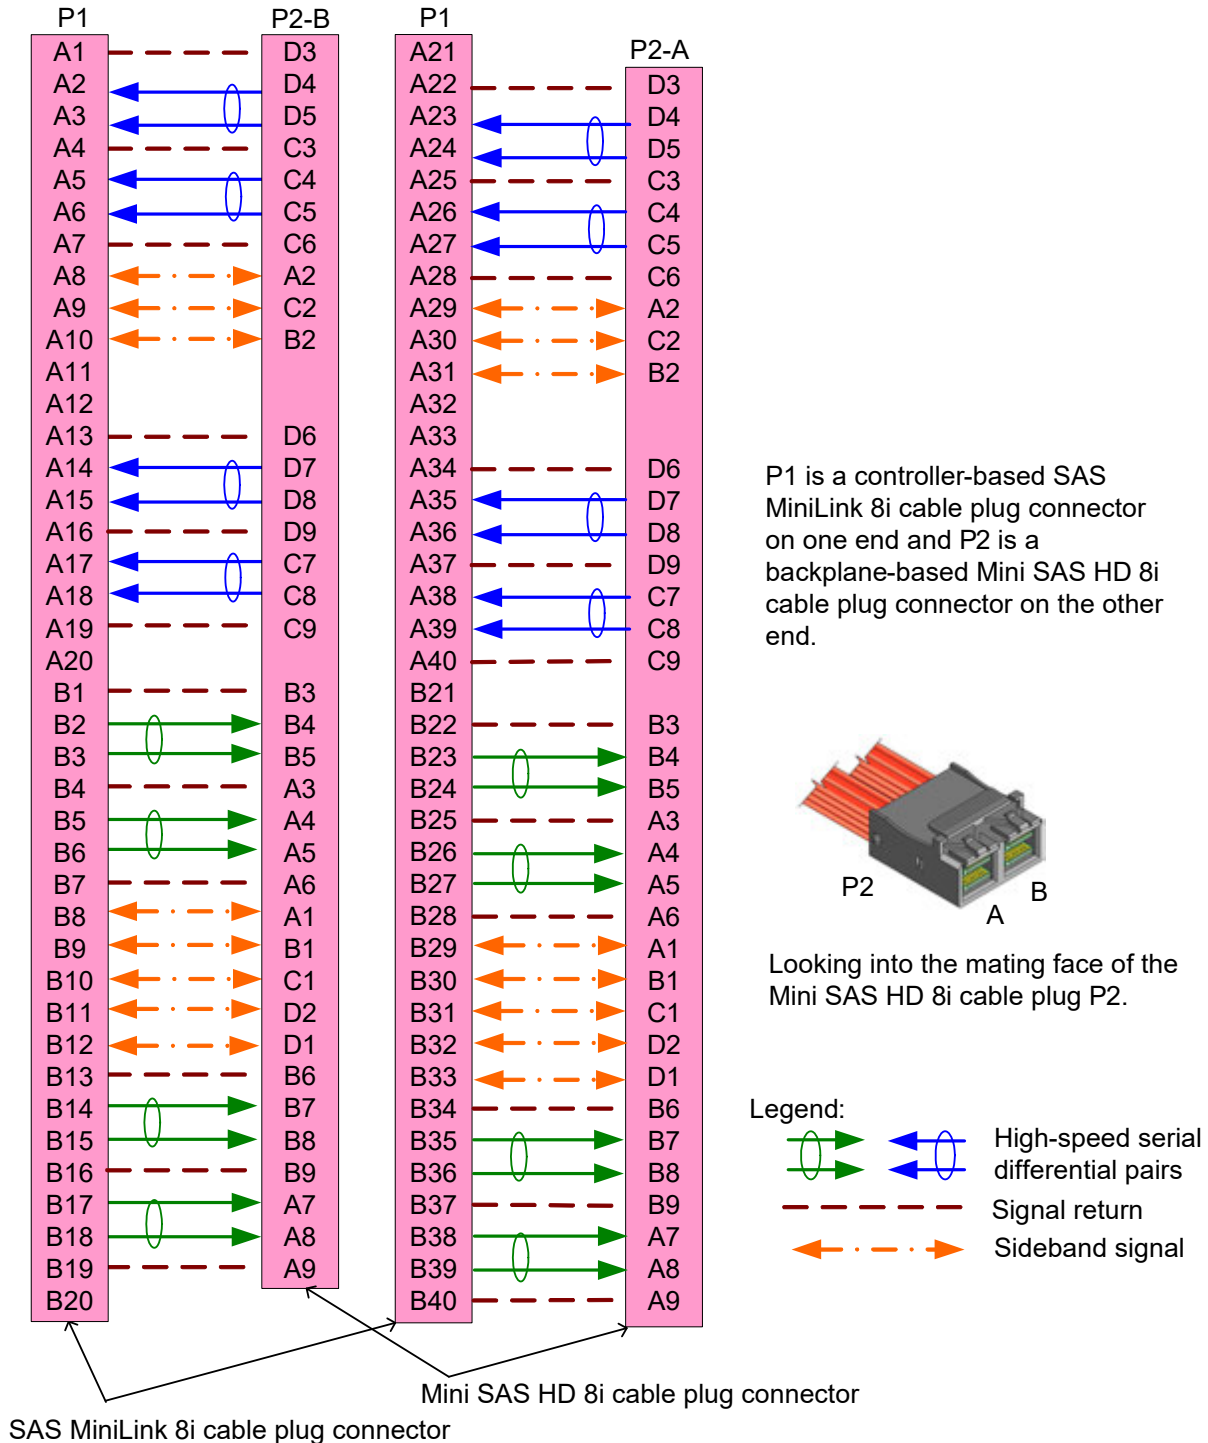 P1
P2-B
A1 D3
A2 D4
A3 D5
A4 C3
A5 C4
A6 C5
A7 C6
A8 A2
A9 C2
A10 B2
A11
A12
A13 D6
A14 D7
A15 D8
A16 D9
A17 C7
A18 C8
A19 C9
A20
B1 B3
B2 B4
B3 B5
B4 A3
B5 A4
B6 A5
B7 A6
B8 A1
B9 B1
B10 C1
B11 D2
B12 D1
B13 B6
B14 B7
B15 B8
B16 B9
B17 A7
B18 A8
B19 A9
B20
P1
P2-A
A21
A22 D3
A23 D4
A24 D5
A25 C3
A26 C4
A27 C5
A28 C6
A29 A2
A30 C2
A31 B2
A32
A33
A34 D6
A35 D7
A36 D8
A37 D9
A38 C7
A39 C8
A40 C9
B21
B22 B3
B23 B4
B24 B5
B25 A3
B26 A4
B27 A5
B28 A6
B29 A1
B30 B1
B31 C1
B32 D2
B33 D1
B34 B6
B35 B7
B36 B8
B37 B9
B38 A7
B39 A8
B40 A9
P1 is a controller-based SAS
MiniLink 8i cable plug connector
on one end and P2 is a
backplane-based Mini SAS HD 8i
cable plug connector on the other
end.
P2
B
A
Looking into the mating face of the
Mini SAS HD 8i cable plug P2.
Legend:
High-speed serial
differential pairs
Signal return
Sideband signal
Mini SAS HD 8i cable plug connector
SAS MiniLink 8i cable plug connector